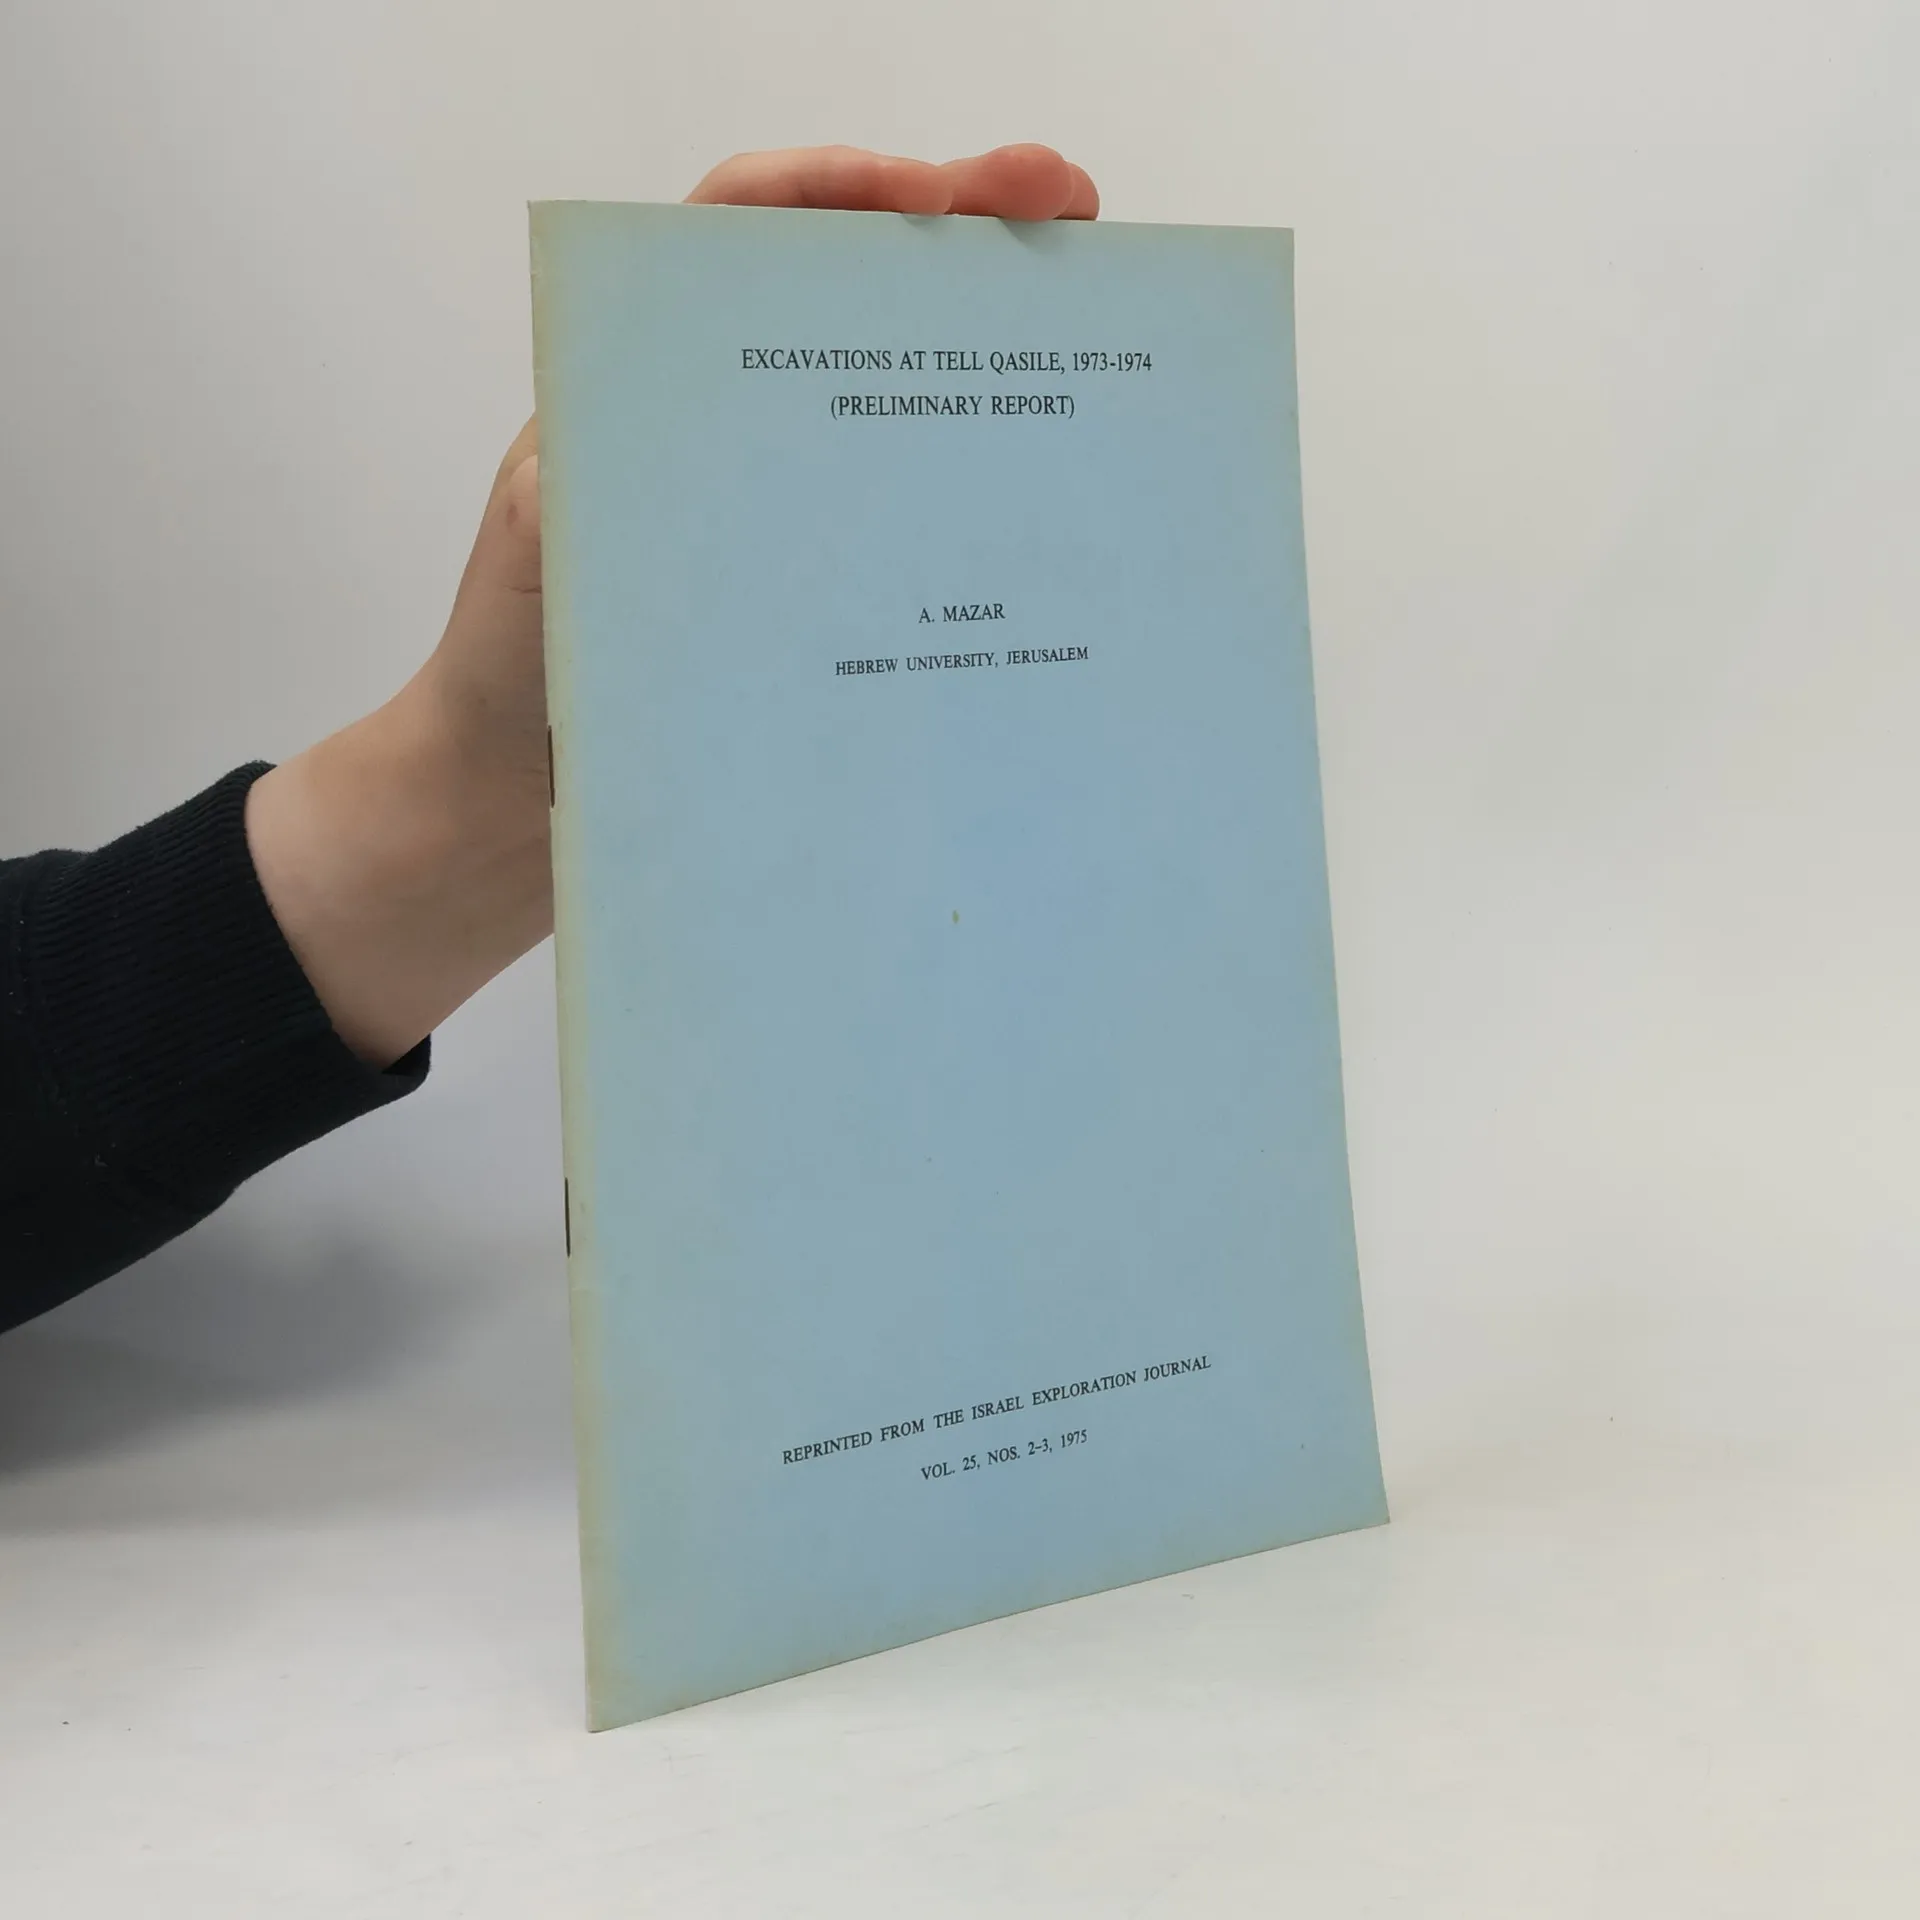 EXCAVATIONS AT TELL QASILE, 1973-1974
(PRELIMINARY REPORT)
A. MAZAR
HEBREW UNIVERSITY, JERUSALEM
REPRINTED FROM THE ISRAEL EXPLORATION JOURNAL
VOL. 25, NOS. 2–3, 1975